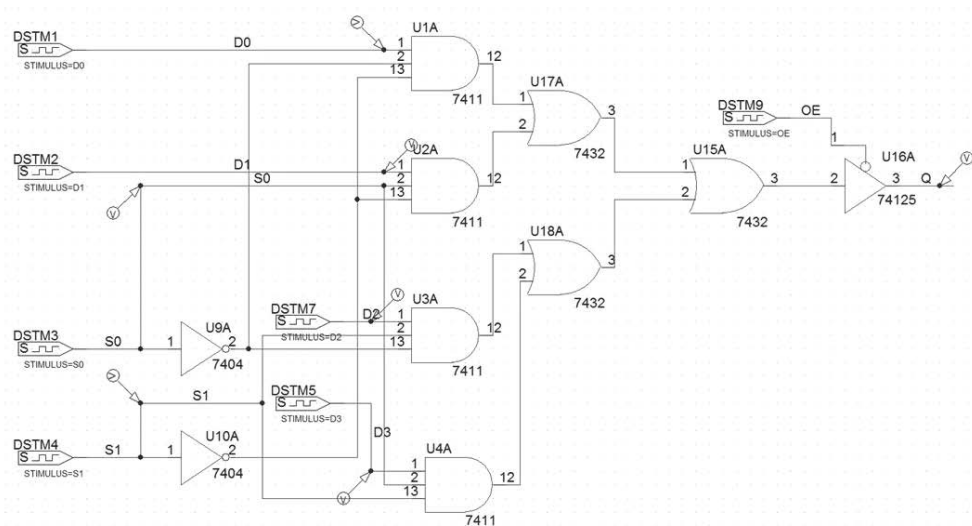 U1A
DSTM1
S
D0
1
2
13
12
STIMULUS=D0
7411
U17A
1
2
3
7432
DSTM9
S
OE
STIMULUS=OE
1
DSTM2
S
D1
STIMULUS=D1
U2A
S0
1
2
13
12
7411
U15A
1
2
3
7432
U16A
2
3
Q
74125
V
V
V
V
V
V
V
U18A
1
2
3
7432
DSTM7
S
D2
STIMULUS=D2
U3A
1
2
13
12
7411
DSTM3
S
S0
STIMULUS=S0
1
U9A
2
7404
S1
DSTM5
S
STIMULUS=D3
D3
DSTM4
S
S1
STIMULUS=S1
1
U10A
2
7404
U4A
1
2
13
12
7411